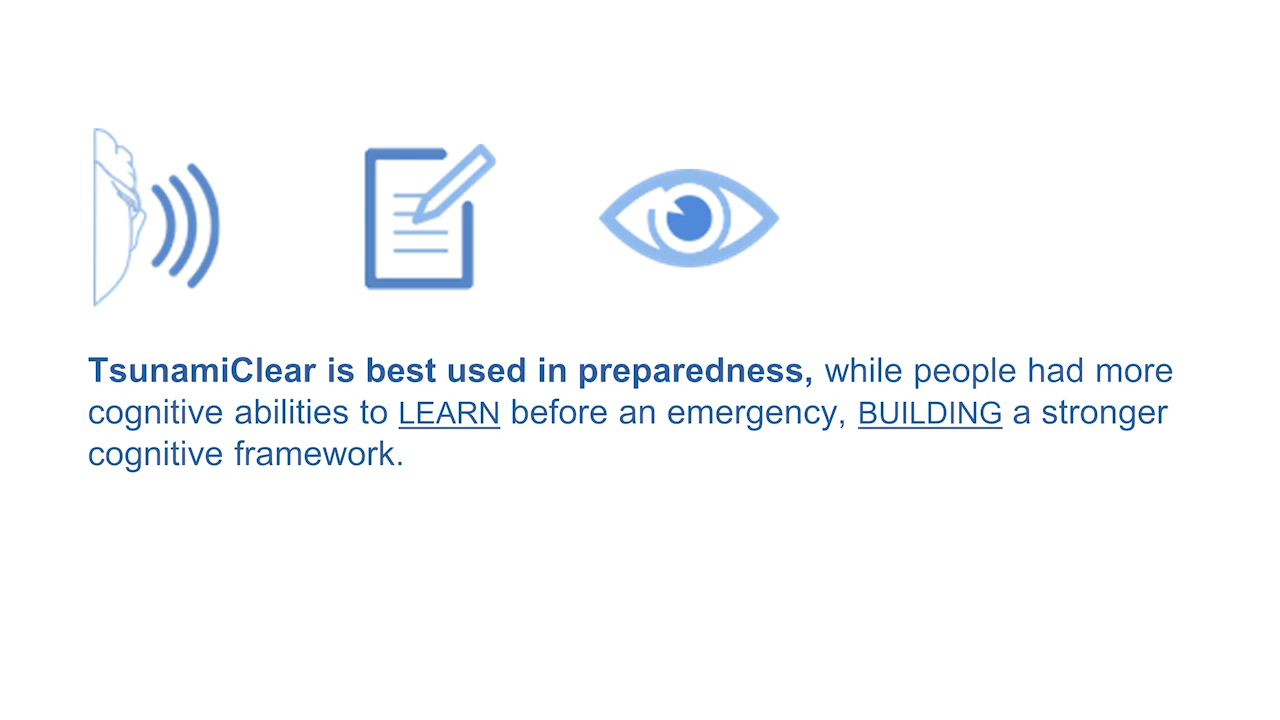 TsunamiClear is best used in preparedness, while people had more
cognitive abilities to LEARN before an emergency, BUILDING a stronger
cognitive framework.